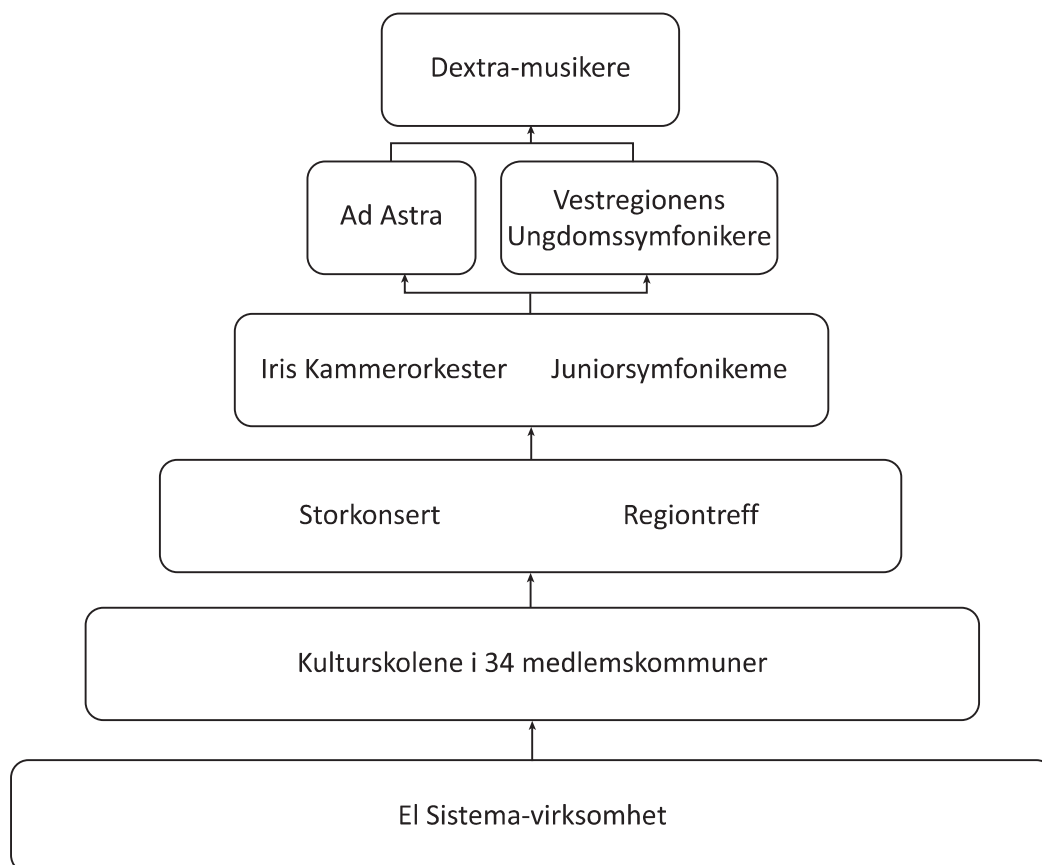 Dextra-musikere
Ad Astra
Vestregionens
Ungdomssymfonikere
Iris Kammerorkester
Juniorsymfonikeme
Storkonsert
Regiontreff
Kulturskolene i 34 medlemskommuner
El Sistema-virksomhet